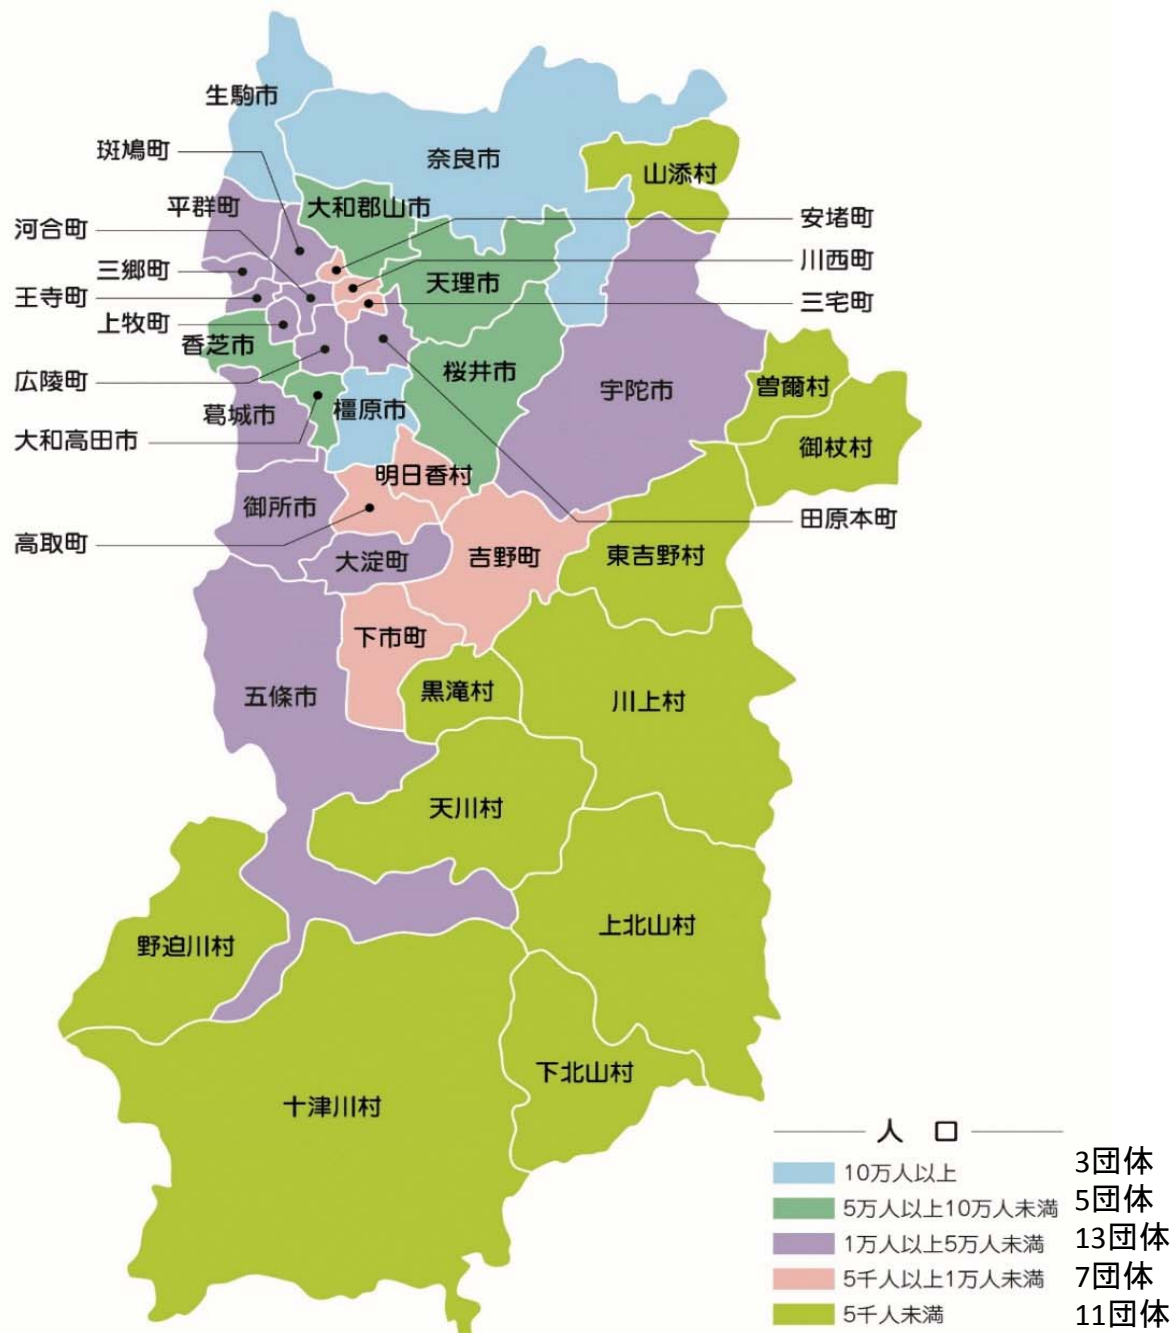 生駒市
斑鳩町
奈良市
山添村
平群町
大和郡山市
安堵町
河合町
川西町
三郷町
天理市
王寺町
三宅町
上牧町
香芝市
桜井市
広陵町
宇陀市
曽爾村
葛城市
橿原市
大和高田市
御杖村
明日香村
御所市
田原本町
高取町
大淀町
吉野町
東吉野村
下市町
五條市
黒滝村
川上村
天川村
上北山村
野迫川村
下北山村
十津川村
人 口
10万人以上 3団体
5万人以上10万人未満 5団体
1万人以上5万人未満 13団体
5千人以上1万人未満 7団体
5千人未満 11団体